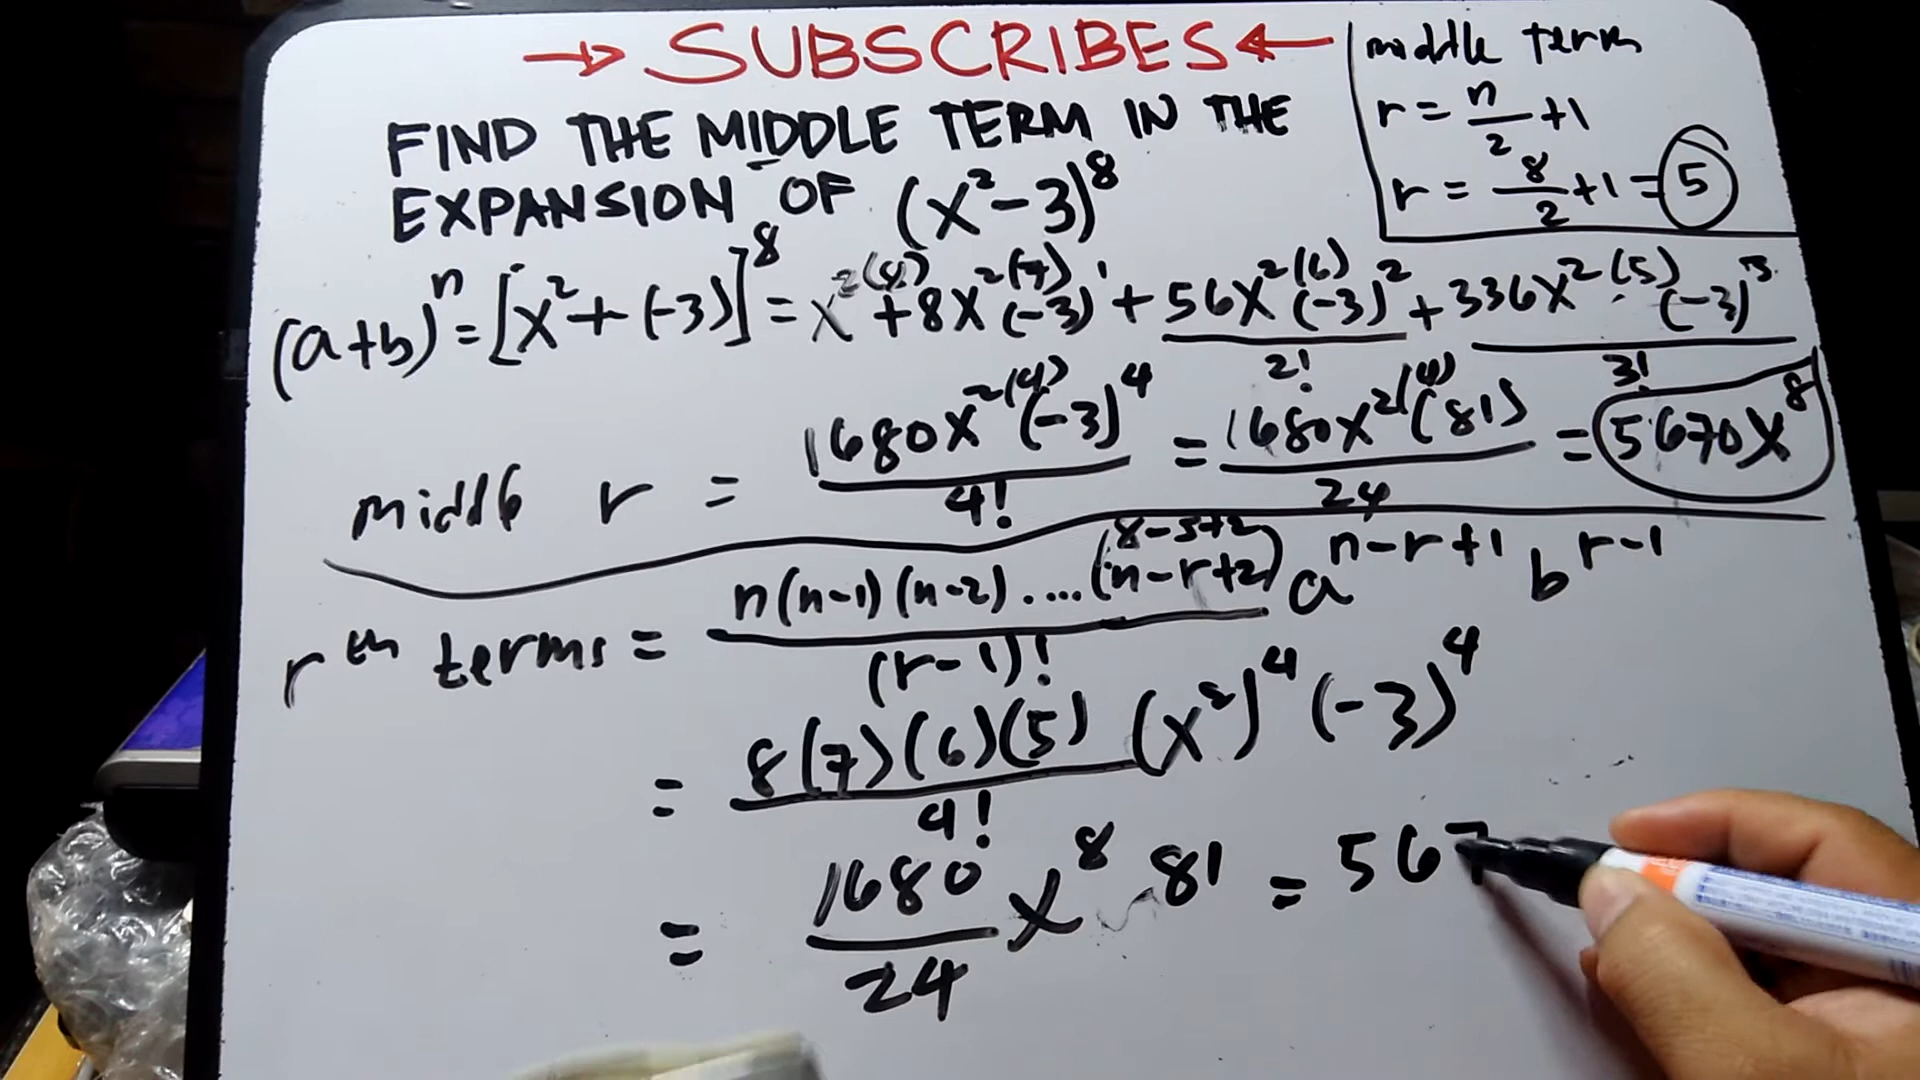 → SUBSCRIBES ←
FIND THE MIDDLE TERM IN THE
EXPANSION OF (x²-3)⁸
middle term
r = n/2 +1
r = 8/2 +1 = 5
(a+b)ⁿ = [x² + (-3)]⁸ = x²⁽⁸⁾ + 8x²⁽⁷⁾(-3)¹ + 56x²⁽⁶⁾(-3)²/2! + 336x²⁽⁵⁾(-3)³/3!
middle r = 1680x²⁽⁴⁾(-3)⁴/4! = 1680x²⁽⁴⁾(81)/24 = 5670x⁸
(8-5+2)
rᵗʰ terms = n(n-1)(n-2)....(n-r+2)/(r-1)! aⁿ⁻ʳ⁺¹ bʳ⁻¹
= 8(7)(6)(5)/4! (x²)⁴(-3)⁴
= 1680/24 x⁸ 81 = 567